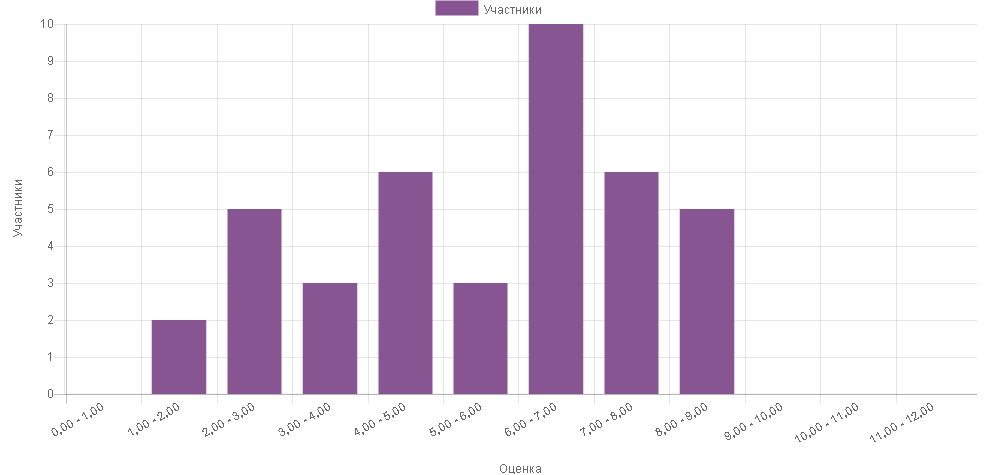 Участники
10
9
8
7
6
5
4
3
2
1
0
Участники
0,00 - 1,00
1,00 - 2,00
2,00 - 3,00
3,00 - 4,00
4,00 - 5,00
5,00 - 6,00
6,00 - 7,00
7,00 - 8,00
8,00 - 9,00
9,00 - 10,00
10,00 - 11,00
11,00 - 12,00
Оценка